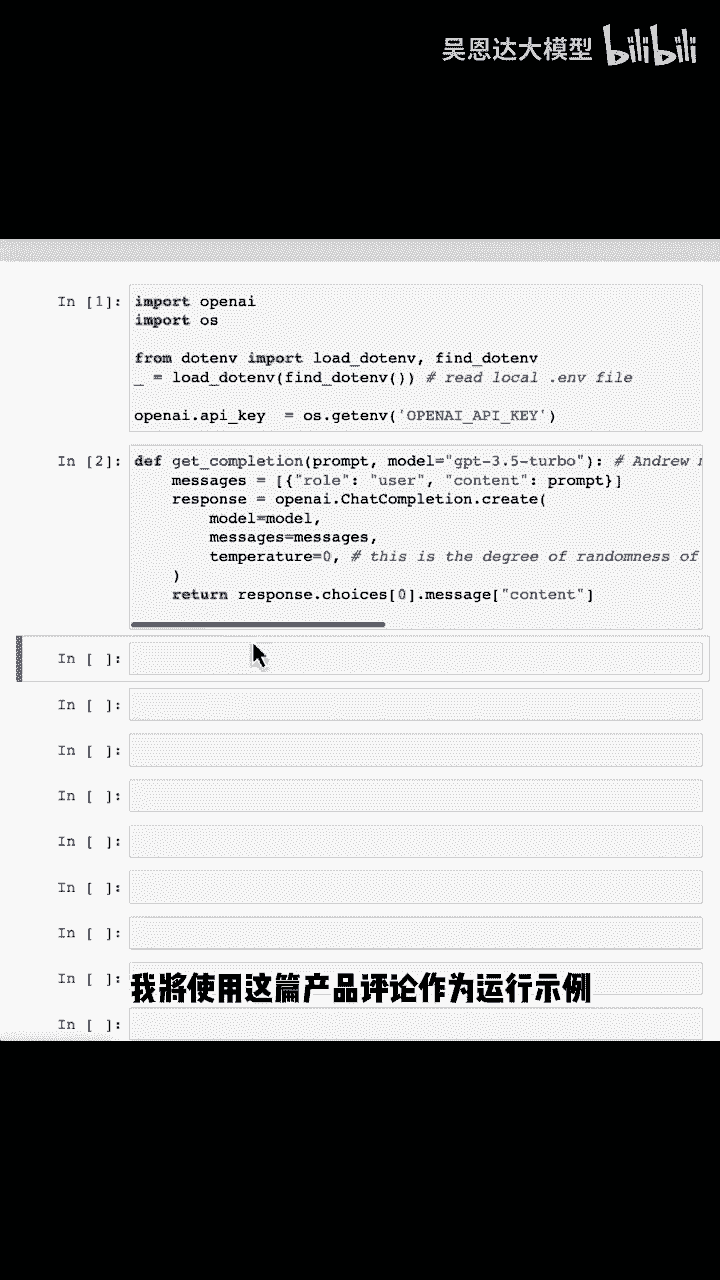 吴恩达大模型 bilibili
In [1]: import openai
import os
from dotenv import load_dotenv, find_dotenv
_ = load_dotenv(find_dotenv()) # read local .env file
openai.api_key  = os.getenv('OPENAI_API_KEY')
In [2]: def get_completion(prompt, model="gpt-3.5-turbo"): # Andrew
messages = [{"role": "user", "content": prompt}]
response = openai.ChatCompletion.create(
model=model,
messages=messages,
temperature=0, # this is the degree of randomness of
)
return response.choices[0].message["content"]
In [ ]:
In [ ]:
In [ ]:
In [ ]:
In [ ]:
In [ ]:
In [ ]:
In [ ]:
我将使用这篇产品评论作为运行示例
In [ ]: